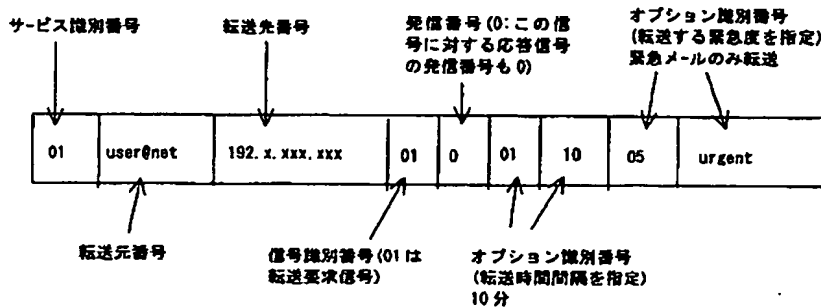 サービス識別番号
転送先番号
発信番号(0:この信
号に対する応答信号
の発信番号も0)
オプション識別番号
(転送する緊急度を指定)
緊急メールのみ転送
01 user@net 192.x.xxx.xxx 01 0 01 10 05 urgent
転送元番号
信号識別番号(01は
転送要求信号)
オプション識別番号
(転送時間間隔を指定)
10分